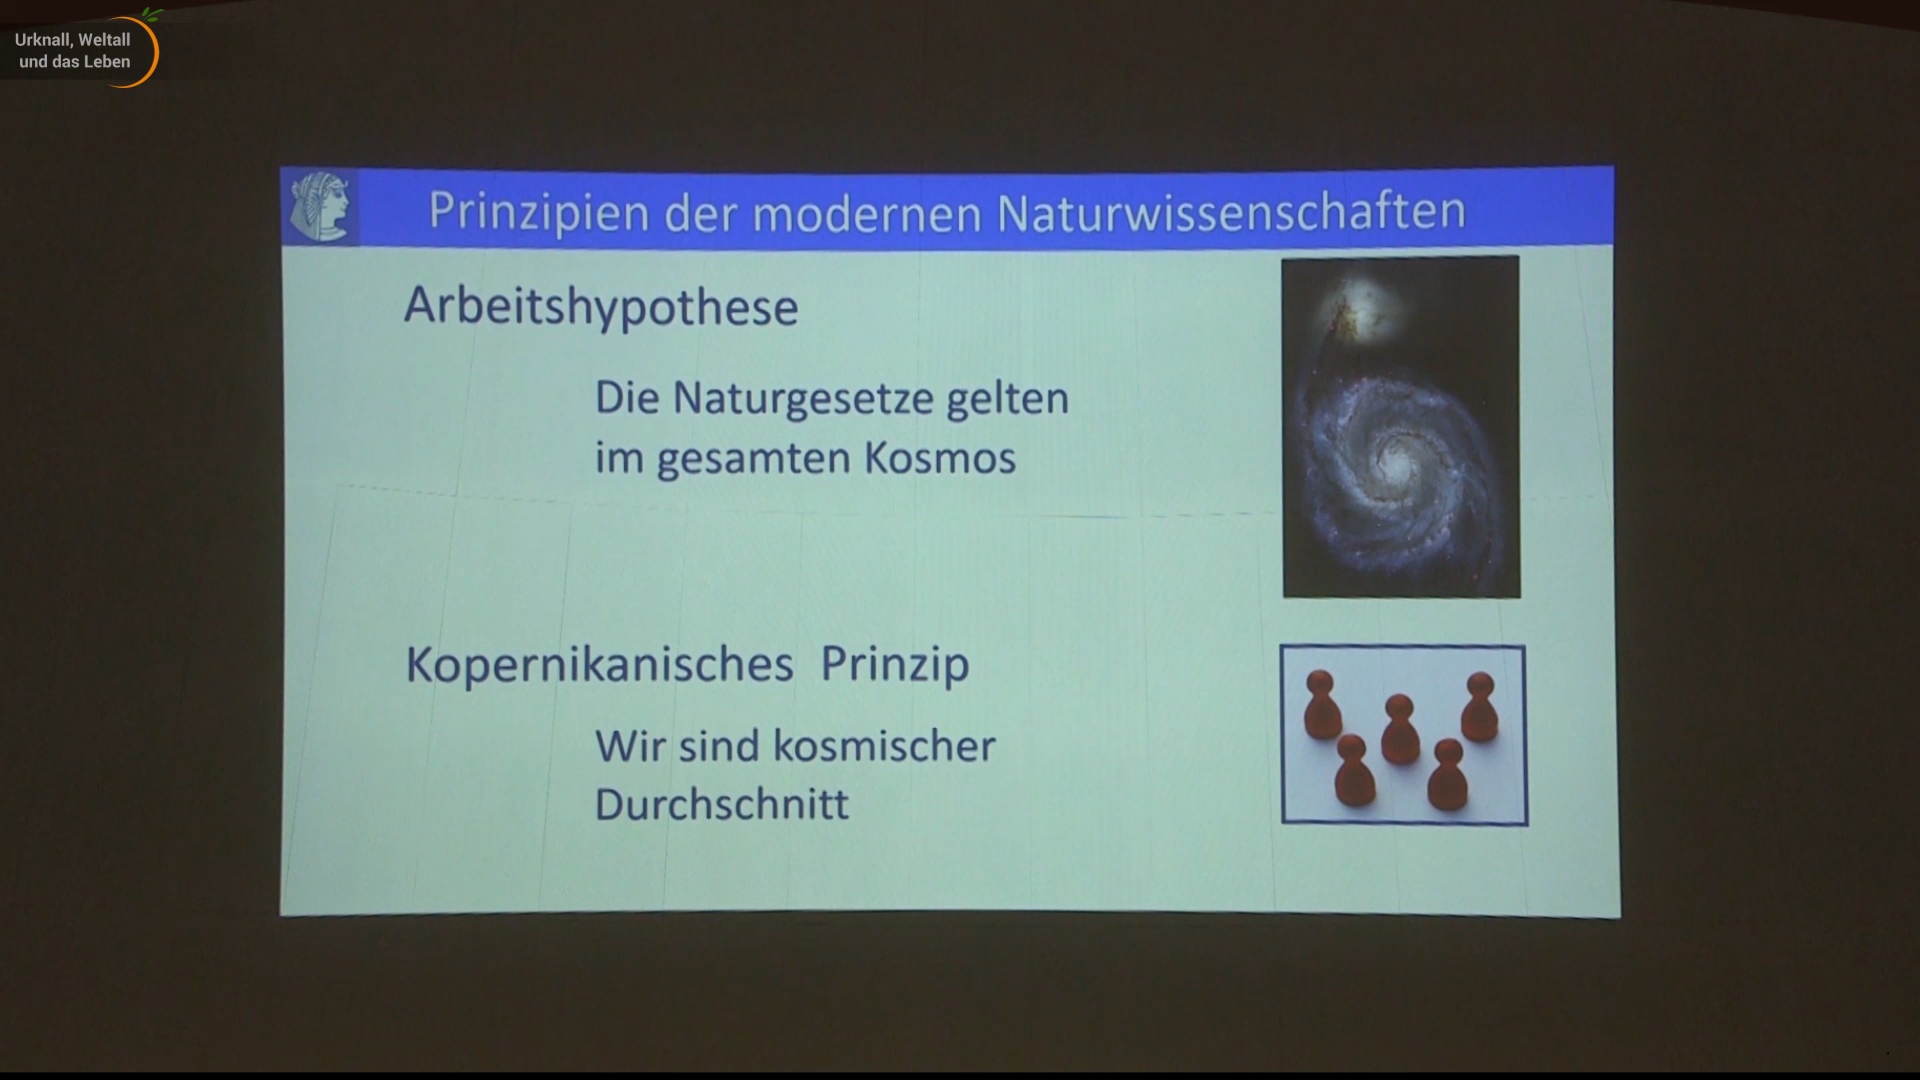 Urknall, Weltall
und das Leben
Prinzipien der modernen Naturwissenschaften
Arbeitshypothese
Die Naturgesetze gelten
im gesamten Kosmos
Kopernikanisches Prinzip
Wir sind kosmischer
Durchschnitt